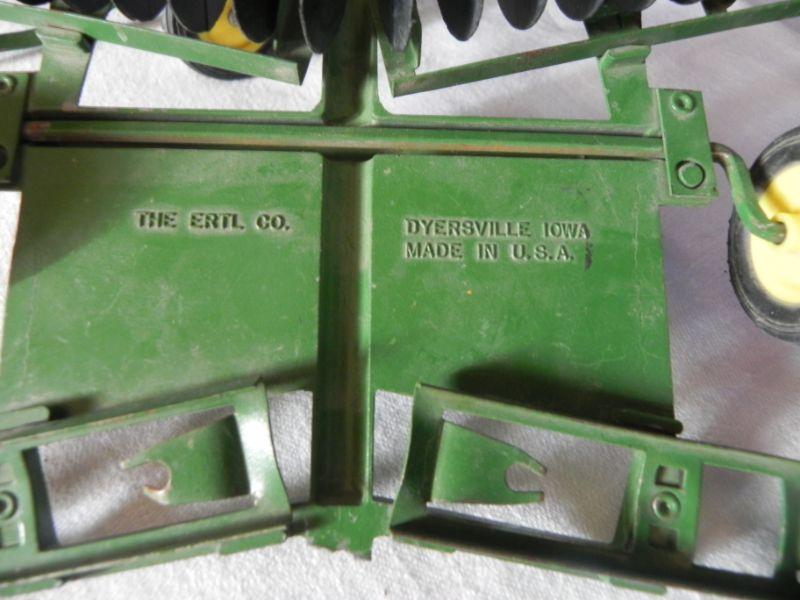 THE ERTL CO.
DYERSVILLE IOWA
MADE IN U.S.A.